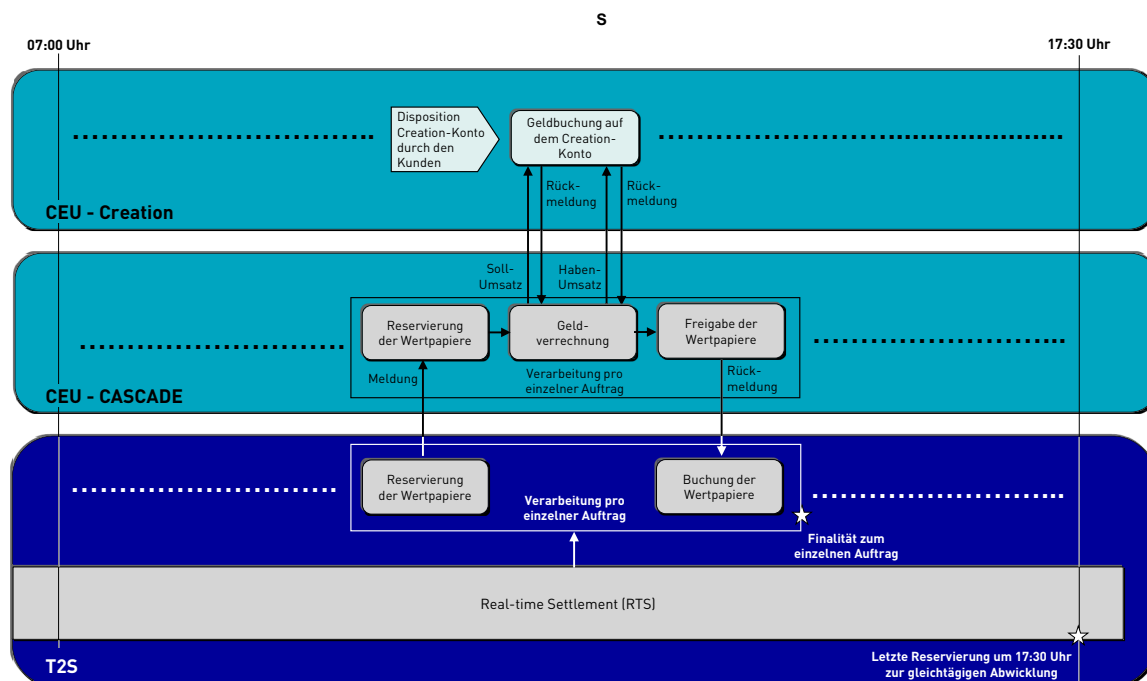 S
07:00 Uhr
17:30 Uhr
Disposition
Creation-Konto
durch den
Kunden
Geldbuchung auf
dem Creation-
Konto
Rück-
meldung
Rück-
meldung
CEU - Creation
Soll-
Umsatz
Haben-
Umsatz
Reservierung
der Wertpapiere
Geld-
verrechnung
Freigabe der
Wertpapiere
Meldung
Verarbeitung pro
einzelner Auftrag
Rück-
meldung
CEU - CASCADE
Reservierung
der Wertpapiere
Buchung der
Wertpapiere
Verarbeitung pro
einzelner Auftrag
Finalität zum
einzelnen Auftrag
Real-time Settlement (RTS)
T2S
Letzte Reservierung um 17:30 Uhr
zur gleichtägigen Abwicklung